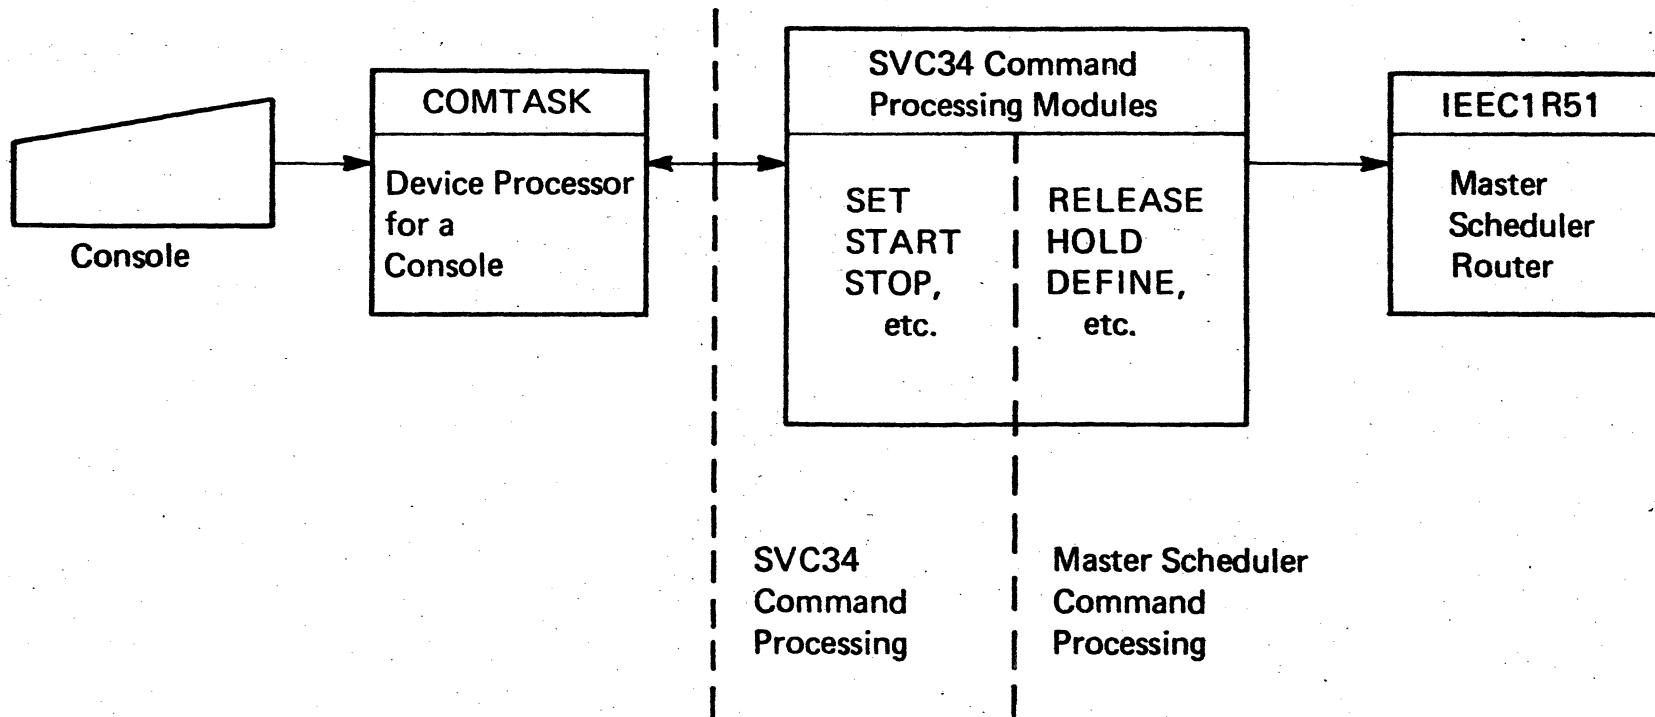 COMTASK
Device Processor
for a
Console
Console
SVC34 Command
Processing Modules
SET
START
STOP,
etc.
RELEASE
HOLD
DEFINE,
etc.
IEEC1R51
Master
Scheduler
Router
SVC34
Command
Processing
Master Scheduler
Command
Processing